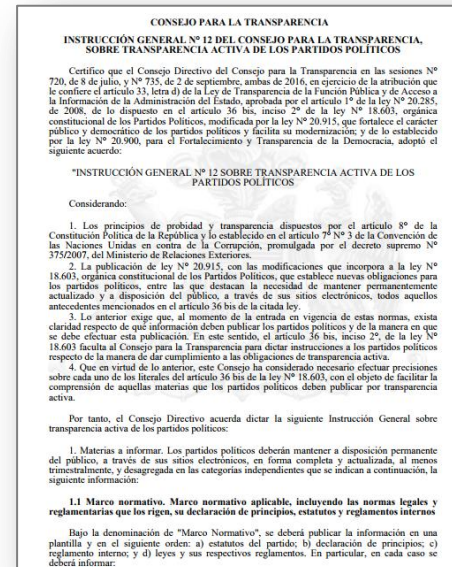 CONSEJO PARA LA TRANSPARENCIA
INSTRUCCIÓN GENERAL Nº 12 DEL CONSEJO PARA LA TRANSPARENCIA,
SOBRE TRANSPARENCIA ACTIVA DE LOS PARTIDOS POLÍTICOS
Certifico que el Consejo Directivo del Consejo para la Transparencia en las sesiones Nº
720, de 8 de julio, y Nº 735, de 2 de septiembre, ambas de 2016, en ejercicio de la atribución que
le confiere el artículo 33, letra d) de la Ley de Transparencia de la Función Pública y de Acceso a
la Información de la Administración del Estado, aprobada por el artículo 1º de la ley Nº 20.285,
de 2008, de lo dispuesto en el artículo 36 bis, inciso 2º de la ley Nº 18.603, orgánica
constitucional de los Partidos Políticos, modificada por la ley Nº 20.915, que fortalece el carácter
público y democrático de los partidos políticos y facilita su modernización; y de lo establecido
por la ley Nº 20.900, para el Fortalecimiento y Transparencia de la Democracia, adoptó el
siguiente acuerdo:
"INSTRUCCIÓN GENERAL Nº 12 SOBRE TRANSPARENCIA ACTIVA DE LOS
PARTIDOS POLÍTICOS
Considerando:
1. Los principios de probidad y transparencia dispuestos por el artículo 8º de la
Constitución Política de la República y lo establecido en el artículo 7º Nº 3 de la Convención de
las Naciones Unidas en contra de la Corrupción, promulgada por el decreto supremo Nº
375/2007, del Ministerio de Relaciones Exteriores.
2. La publicación de ley Nº 20.915, con las modificaciones que incorpora a la ley Nº
18.603, orgánica constitucional de los Partidos Políticos, que establece nuevas obligaciones para
los partidos políticos, entre las que destacan la necesidad de mantener permanentemente
actualizado y a disposición del público, a través de sus sitios electrónicos, todos aquellos
antecedentes mencionados en el artículo 36 bis de la citada ley.
3. Lo anterior exige que, al momento de la entrada en vigencia de estas normas, exista
claridad respecto de qué información deben publicar los partidos políticos y de la manera en que
se debe efectuar esta publicación. En este sentido, el artículo 36 bis, inciso 2º, de la ley Nº
18.603 faculta al Consejo para la Transparencia para dictar instrucciones a los partidos políticos
respecto de la manera de dar cumplimiento a las obligaciones de transparencia activa.
4. Que en virtud de lo anterior, este Consejo ha considerado necesario efectuar precisiones
sobre cada uno de los literales del artículo 36 bis de la ley Nº 18.603, con el objeto de facilitar la
comprensión de aquellas materias que los partidos políticos deben publicar por transparencia
activa.
Por tanto, el Consejo Directivo acuerda dictar la siguiente Instrucción General sobre
transparencia activa de los partidos políticos:
1. Materias a informar. Los partidos políticos deberán mantener a disposición permanente
del público, a través de sus sitios electrónicos, en forma completa y actualizada, al menos
trimestralmente, y desagregada en las categorías independientes que se indican a continuación, la
siguiente información:
1.1 Marco normativo. Marco normativo aplicable, incluyendo las normas legales y
reglamentarias que los rigen, su declaración de principios, estatutos y reglamentos internos
Bajo la denominación de "Marco Normativo", se deberá publicar la información en una
plantilla y en el siguiente orden: a) estatutos del partido; b) declaración de principios; c)
reglamento interno; y d) leyes y sus respectivos reglamentos. En particular, en cada caso se
deberá informar: